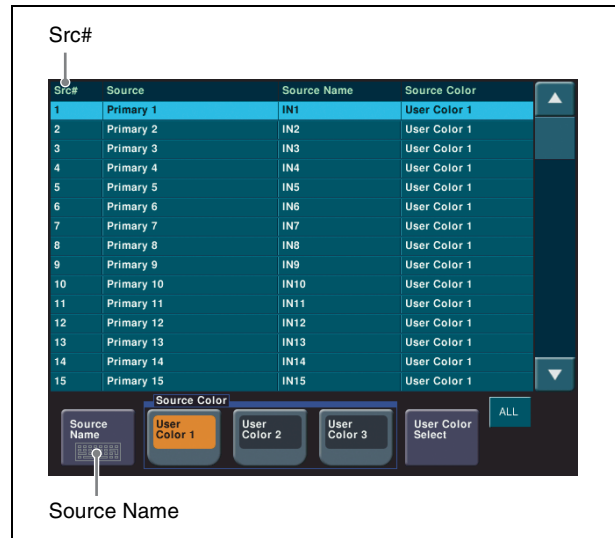 Src#
Src# Source Source Name Source Color
1 Primary 1 IN1 User Color 1
2 Primary 2 IN2 User Color 1
3 Primary 3 IN3 User Color 1
4 Primary 4 IN4 User Color 1
5 Primary 5 IN5 User Color 1
6 Primary 6 IN6 User Color 1
7 Primary 7 IN7 User Color 1
8 Primary 8 IN8 User Color 1
9 Primary 9 IN9 User Color 1
10 Primary 10 IN10 User Color 1
11 Primary 11 IN11 User Color 1
12 Primary 12 IN12 User Color 1
13 Primary 13 IN13 User Color 1
14 Primary 14 IN14 User Color 1
15 Primary 15 IN15 User Color 1
Source Color
ALL
Source User User User User Color
Name Color 1 Color 2 Color 3 Select
Source Name